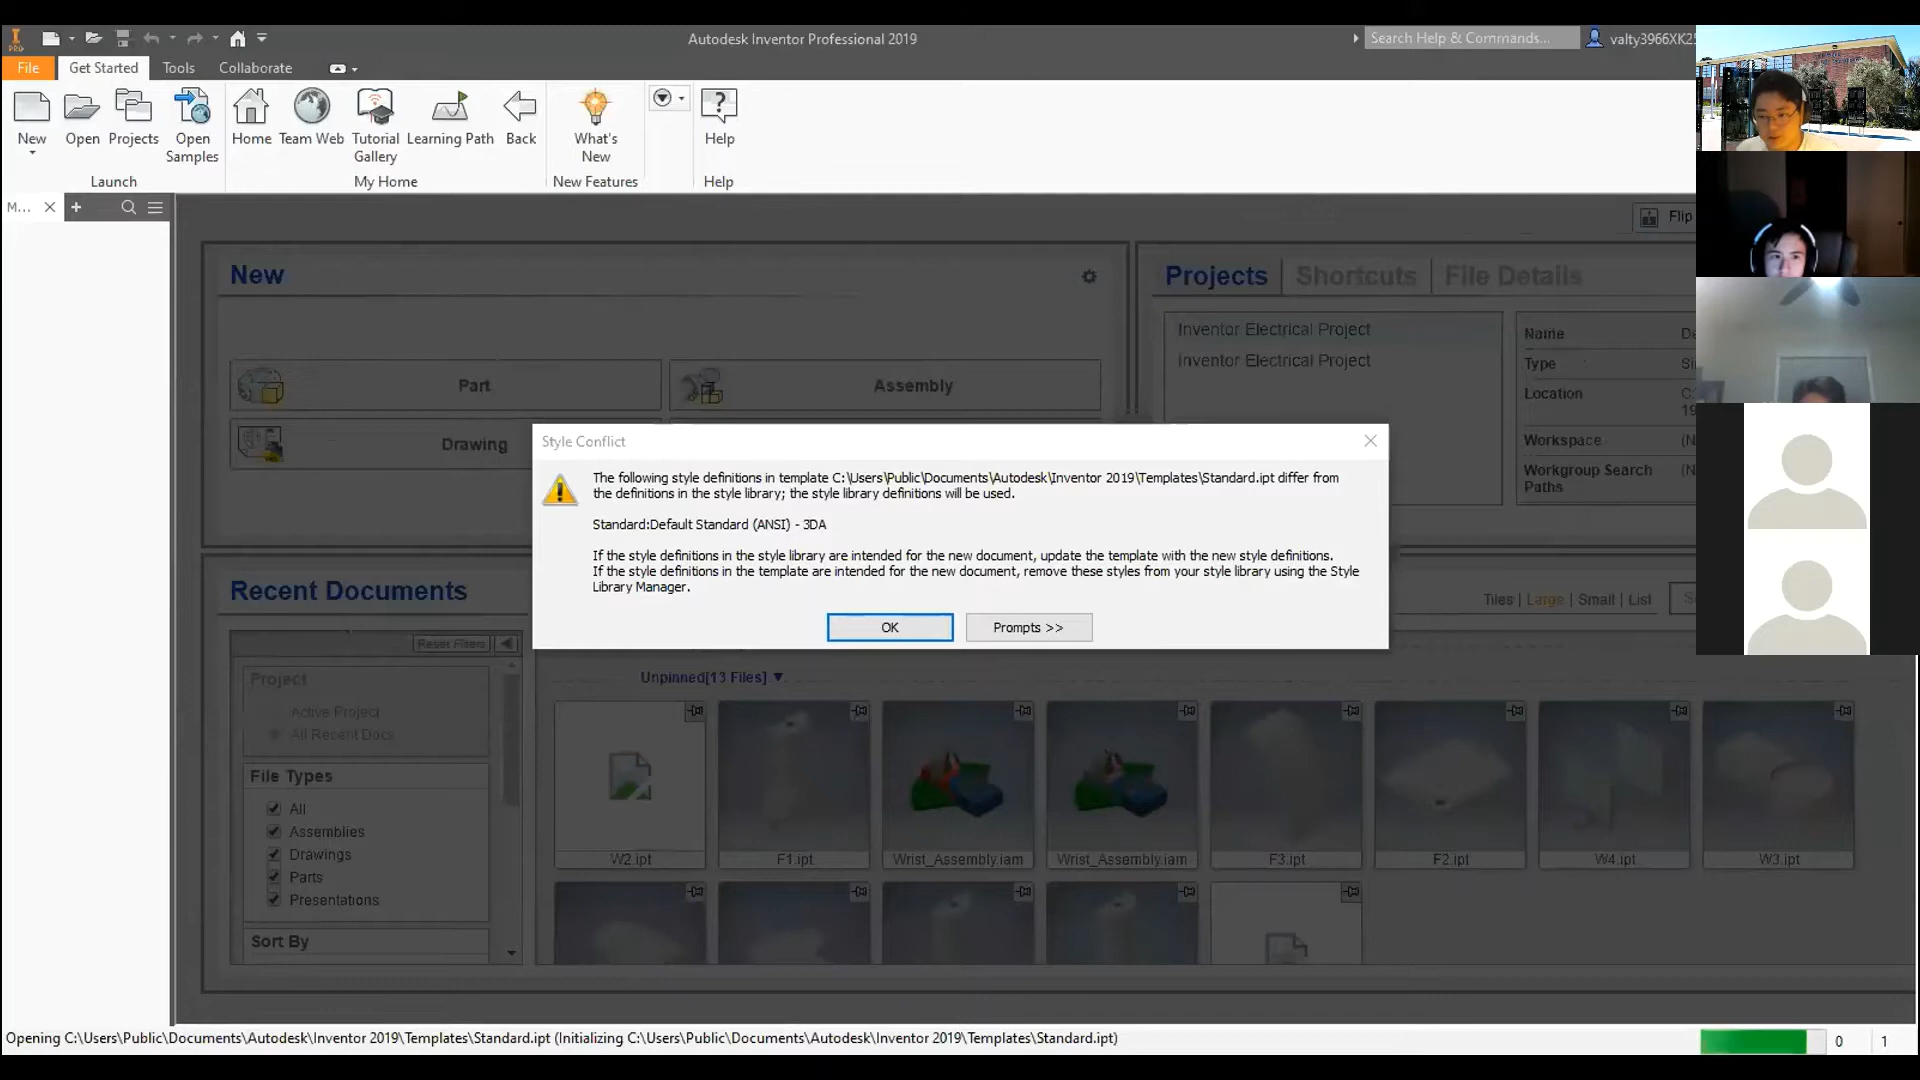 Autodesk Inventor Professional 2019
Search Help & Commands...
valty3966XK25
PRO
File
Get Started
Tools
Collaborate
New
Open
Projects
Open Samples
Home
Team Web
Tutorial Gallery
Learning Path
Back
What's New
Help
Launch
My Home
New Features
Help
M...
Flip
New
Part
Assembly
Drawing
Projects
Shortcuts
File Details
Inventor Electrical Project
Inventor Electrical Project
Name
Type
Location
Workspace
Workgroup Search
Paths
Style Conflict
The following style definitions in template C:\Users\Public\Documents\Autodesk\Inventor 2019\Templates\Standard.ipt differ from
the definitions in the style library; the style library definitions will be used.
Standard:Default Standard (ANSI) - 3DA
If the style definitions in the style library are intended for the new document, update the template with the new style definitions.
If the style definitions in the template are intended for the new document, remove these styles from your style library using the Style
Library Manager.
OK
Prompts >>
Recent Documents
Tiles | Large | Small | List
Reset Filters
Project
Active Project
All Recent Docs
File Types
All
Assemblies
Drawings
Parts
Presentations
Sort By
Unpinned[13 Files]
W2.ipt
F1.ipt
Wrist_Assembly.iam
Wrist_Assembly.iam
F3.ipt
F2.ipt
W4.ipt
W3.ipt
Opening C:\Users\Public\Documents\Autodesk\Inventor 2019\Templates\Standard.ipt (Initializing C:\Users\Public\Documents\Autodesk\Inventor 2019\Templates\Standard.ipt)
0
1